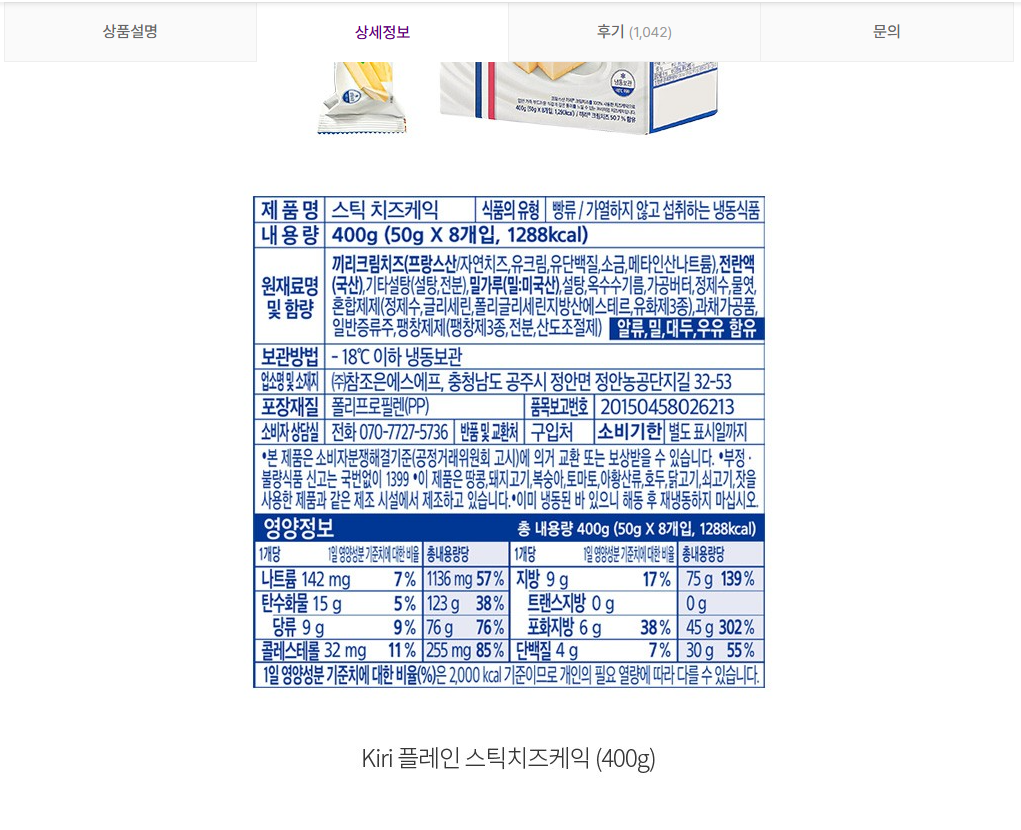 상품설명
상세정보
후기 (1,042)
문의
냉동보관
400g (50g X 8개입, 1,290kcal) / 끼리® 크림치즈 50.7% 함유
제품명 스틱 치즈케익 식품의 유형 빵류 / 가열하지 않고 섭취하는 냉동식품
내용량 400g (50g X 8개입, 1288kcal)
원재료명 및 함량
끼리크림치즈(프랑스산/자연치즈,유크림,유단백질,소금,메타인산나트륨),전란액
(국산),기타설탕(설탕,전분),밀가루(밀:미국산),설탕,옥수수기름,가공버터,정제수,물엿,
혼합제제(정제수,글리세린,폴리글리세린지방산에스테르,유화제3종),과채가공품,
일반증류주,팽창제제(팽창제3종,전분,산도조절제) 알류,밀,대두,우유 함유
보관방법 - 18℃ 이하 냉동보관
업소명 및 소재지 ㈜참조은에스에프, 충청남도 공주시 정안면 정안농공단지길 32-53
포장재질 폴리프로필렌(PP) 품목보고번호 20150458026213
소비자 상담실 전화 070-7727-5736 반품 및 교환처 구입처 소비기한 별도 표시일까지
•본 제품은 소비자분쟁해결기준(공정거래위원회 고시)에 의거 교환 또는 보상받을 수 있습니다. •부정·
불량식품 신고는 국번없이 1399 •이 제품은 땅콩,돼지고기,복숭아,토마토,아황산류,호두,닭고기,쇠고기,잣을
사용한 제품과 같은 제조 시설에서 제조하고 있습니다.•이미 냉동된 바 있으니 해동 후 재냉동하지 마십시오.
영양정보 총 내용량 400g (50g X 8개입, 1288kcal)
1개당 1일 영양성분 기준치에 대한 비율 총내용량당 1개당 1일 영양성분 기준치에 대한 비율 총내용량당
나트륨 142 mg 7% 1136 mg 57% 지방 9 g 17% 75 g 139%
탄수화물 15 g 5% 123 g 38% 트랜스지방 0 g 0 g
당류 9 g 9% 76 g 76% 포화지방 6 g 38% 45 g 302%
콜레스테롤 32 mg 11% 255 mg 85% 단백질 4 g 7% 30 g 55%
1일 영양성분 기준치에 대한 비율(%)은 2,000 kcal 기준이므로 개인의 필요 열량에 따라 다를 수 있습니다.
Kiri 플레인 스틱치즈케익 (400g)